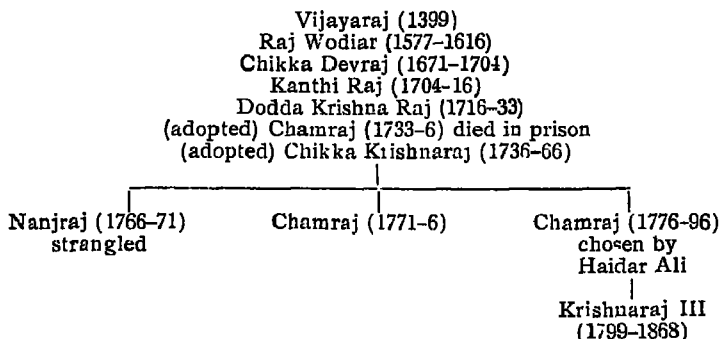 Vijayaraj (1399)
Raj Wodiar (1577–1616)
Chikka Devraj (1671–1704)
Kanthi Raj (1704–16)
Dodda Krishna Raj (1716–33)
(adopted) Chamraj (1733–6) died in prison
(adopted) Chikka Krishnaraj (1736–66)
Nanjraj (1766–71)
strangled
Chamraj (1771–6)
Chamraj (1776–96)
chosen by
Haidar Ali
Krishnaraj III
(1799–1868)